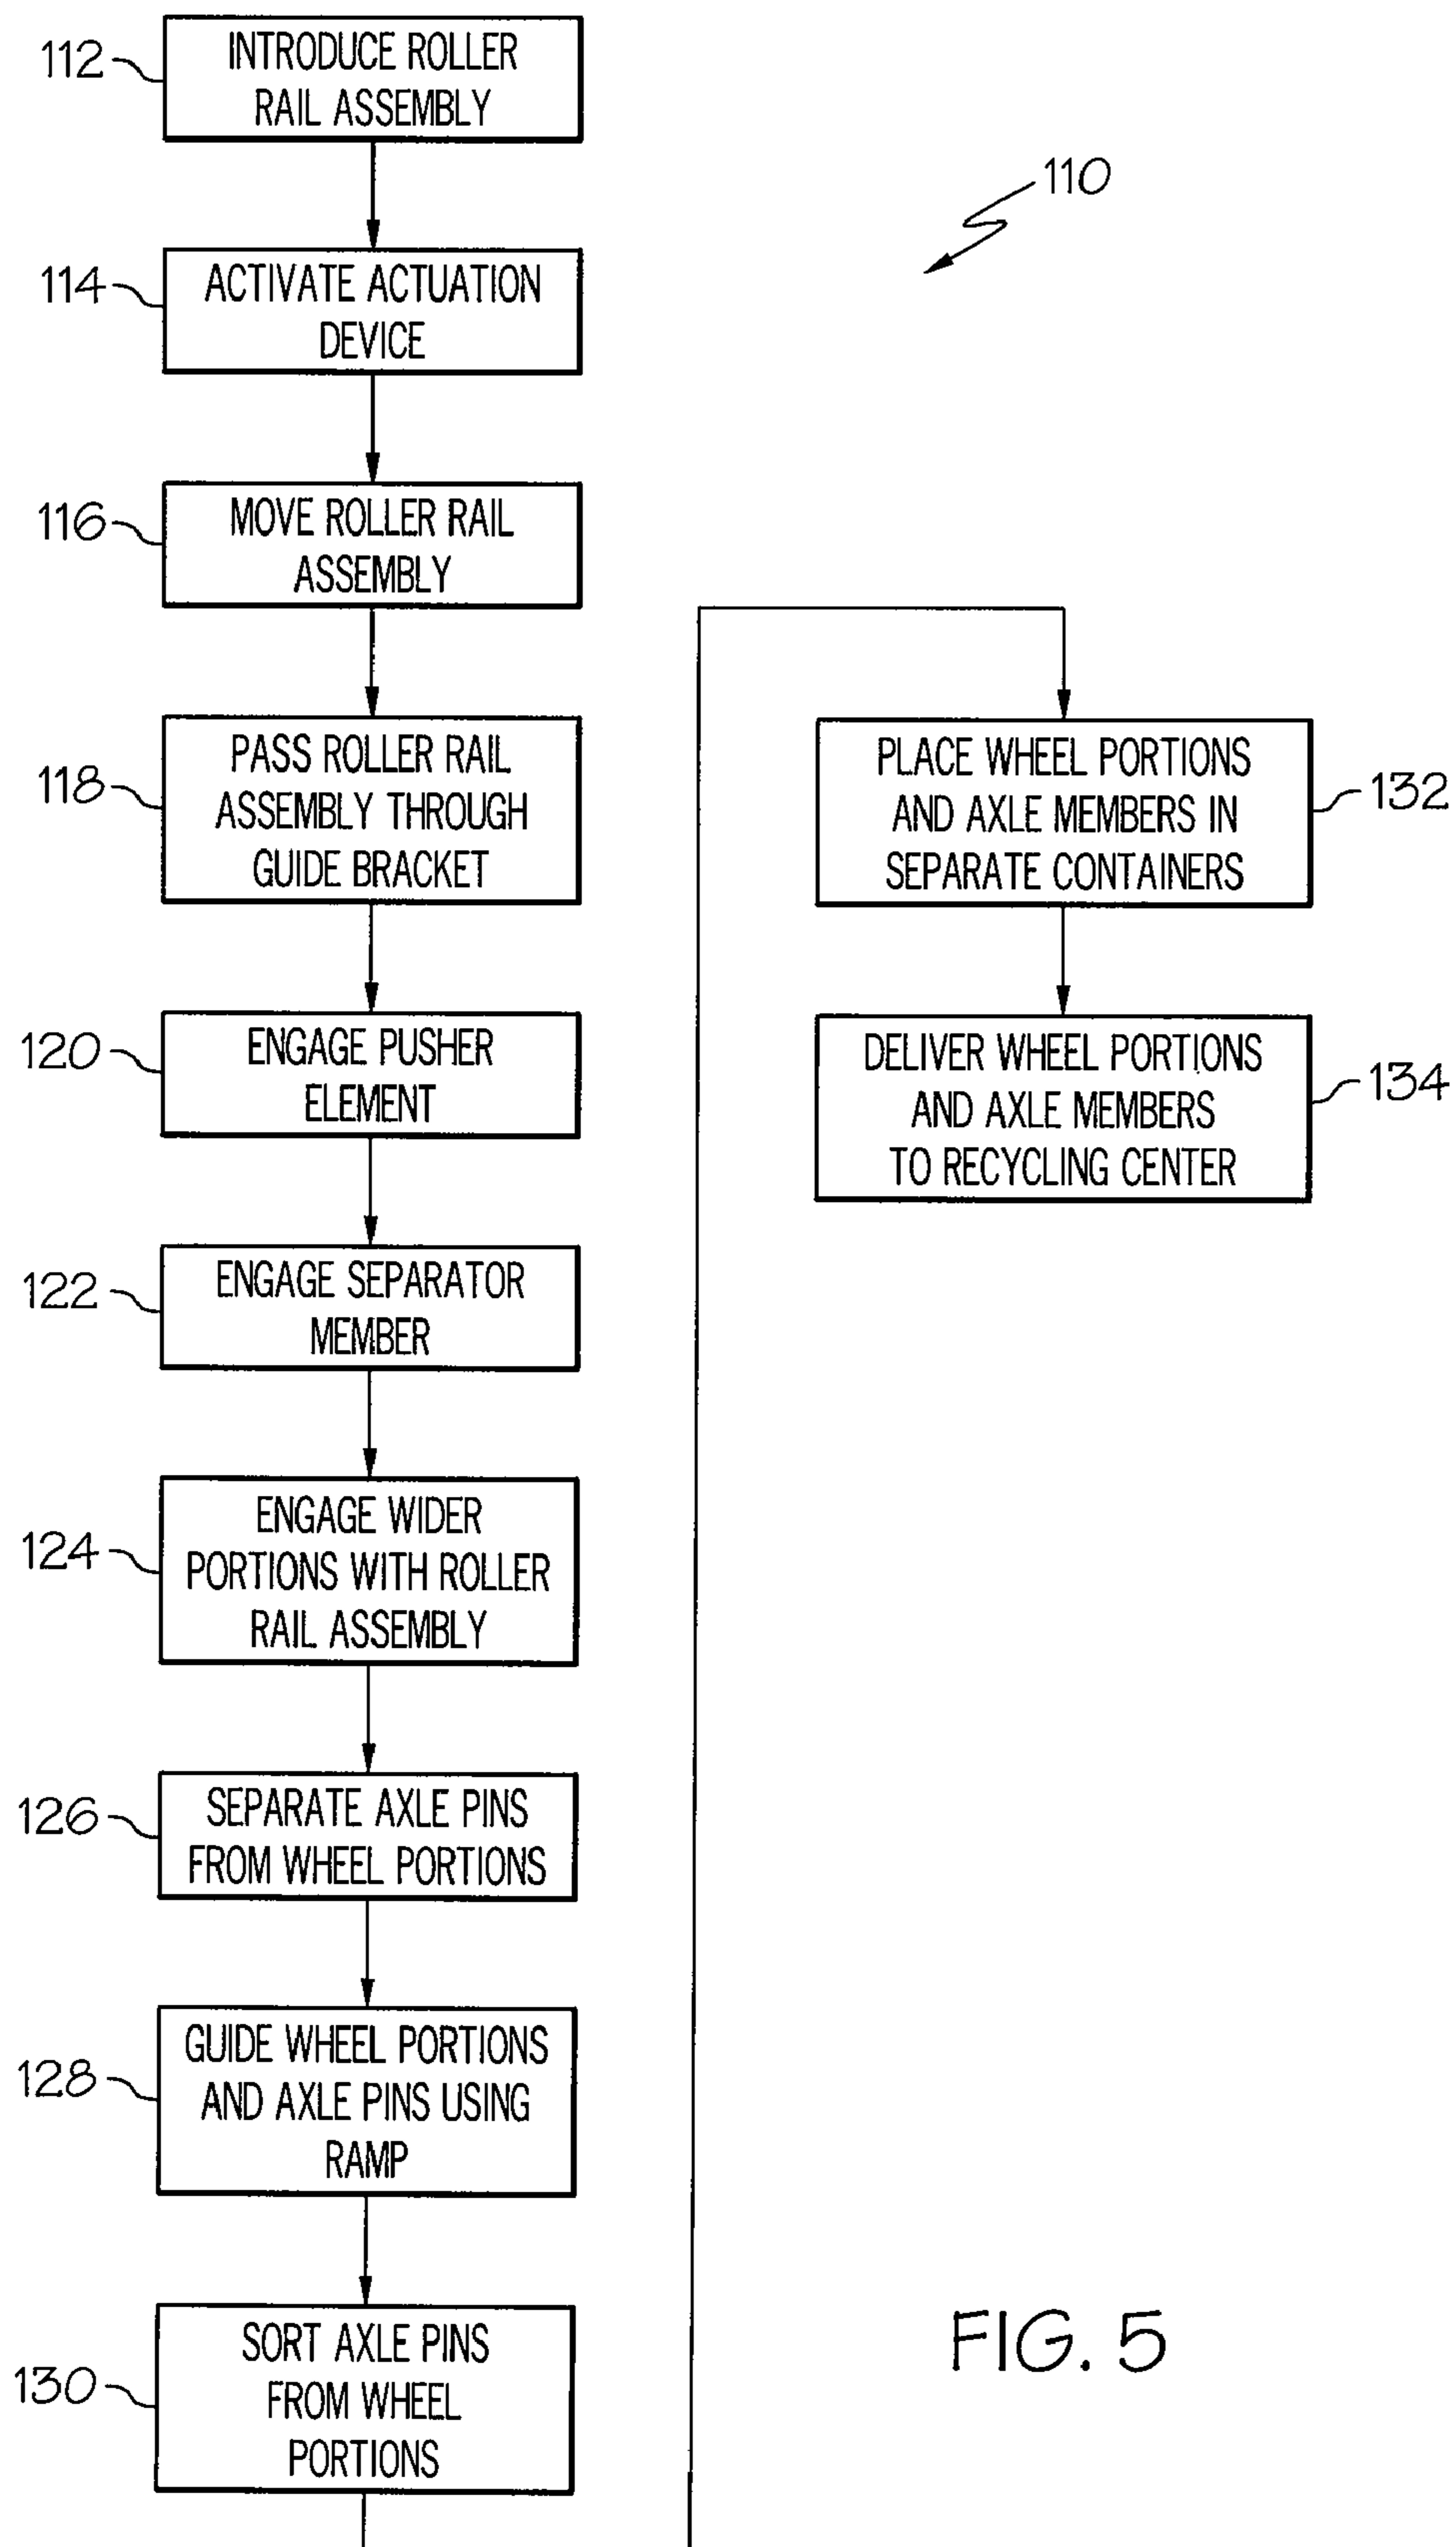 112
INTRODUCE ROLLER
RAIL ASSEMBLY
110
114
ACTIVATE ACTUATION
DEVICE
116
MOVE ROLLER RAIL
ASSEMBLY
118
PASS ROLLER RAIL
ASSEMBLY THROUGH
GUIDE BRACKET
120
ENGAGE PUSHER
ELEMENT
122
ENGAGE SEPARATOR
MEMBER
124
ENGAGE WIDER
PORTIONS WITH ROLLER
RAIL ASSEMBLY
126
SEPARATE AXLE PINS
FROM WHEEL PORTIONS
128
GUIDE WHEEL PORTIONS
AND AXLE PINS USING
RAMP
130
SORT AXLE PINS
FROM WHEEL
PORTIONS
PLACE WHEEL PORTIONS
AND AXLE MEMBERS IN
SEPARATE CONTAINERS
132
DELIVER WHEEL PORTIONS
AND AXLE MEMBERS
TO RECYCLING CENTER
134
FIG. 5